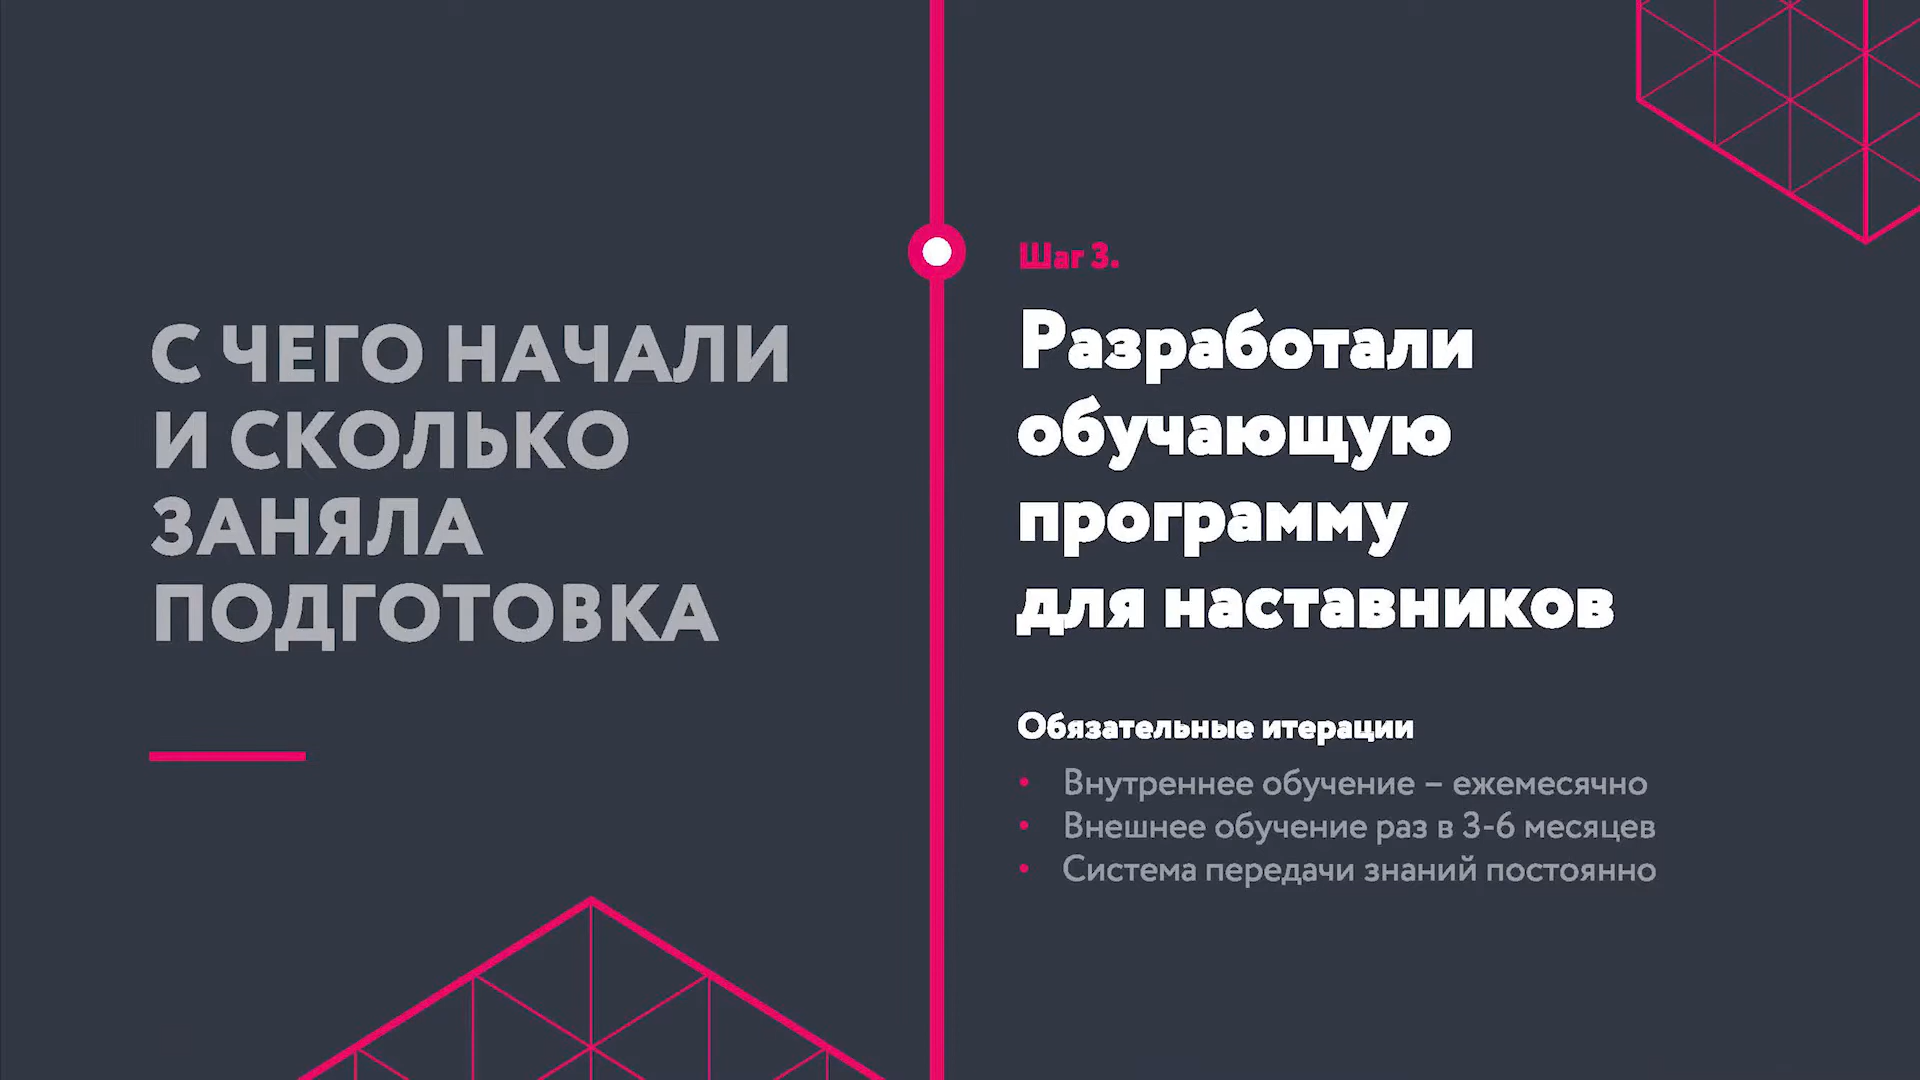 С ЧЕГО НАЧАЛИ
И СКОЛЬКО
ЗАНЯЛА
ПОДГОТОВКА
Шаг 3.
Разработали
обучающую
программу
для наставников
Обязательные итерации
• Внутреннее обучение – ежемесячно
• Внешнее обучение раз в 3-6 месяцев
• Система передачи знаний постоянно